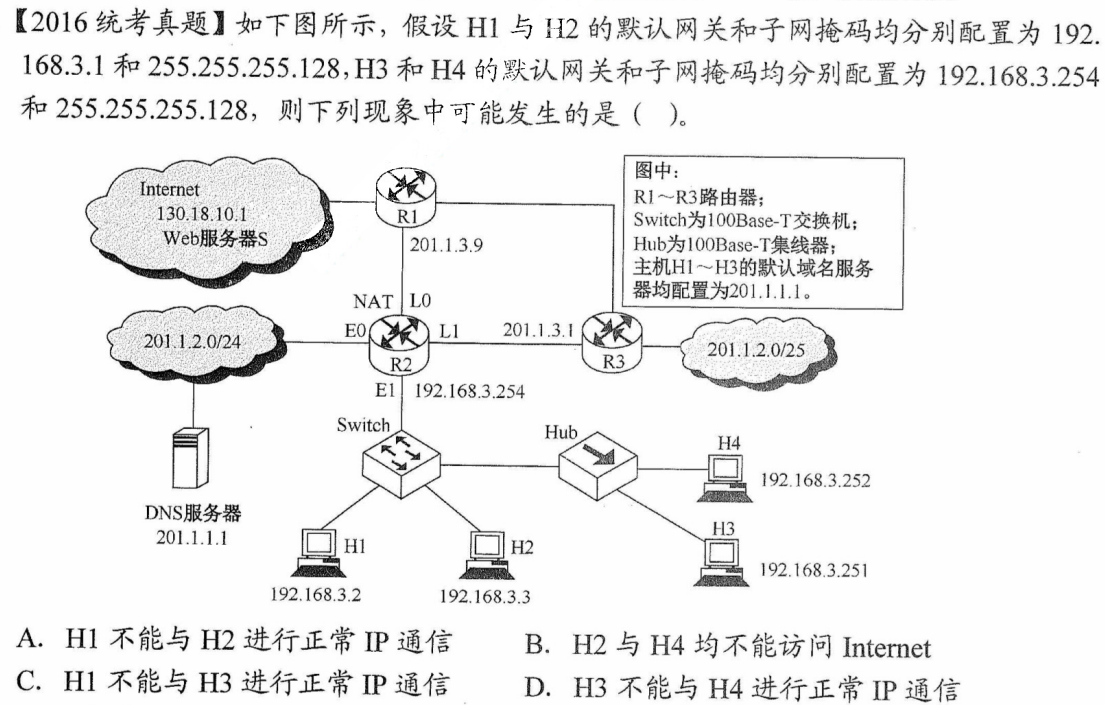 【2016 统考真题】如下图所示，假设 H1 与 H2 的默认网关和子网掩码均分别配置为 192.
168.3.1 和 255.255.255.128，H3 和 H4 的默认网关和子网掩码均分别配置为 192.168.3.254
和 255.255.255.128，则下列现象中可能发生的是（ ）。
Internet
130.18.10.1
Web服务器S
R1
201.1.3.9
图中：
R1～R3路由器；
Switch为100Base-T交换机；
Hub为100Base-T集线器；
主机H1～H3的默认域名服务
器均配置为201.1.1.1。
NAT L0
201.1.2.0/24
E0
L1
201.1.3.1
R2
R3
201.1.2.0/25
E1 192.168.3.254
Switch
Hub
H4
192.168.3.252
DNS服务器
201.1.1.1
H1
192.168.3.2
H2
192.168.3.3
H3
192.168.3.251
A. H1 不能与 H2 进行正常 IP 通信
B. H2 与 H4 均不能访问 Internet
C. H1 不能与 H3 进行正常 IP 通信
D. H3 不能与 H4 进行正常 IP 通信